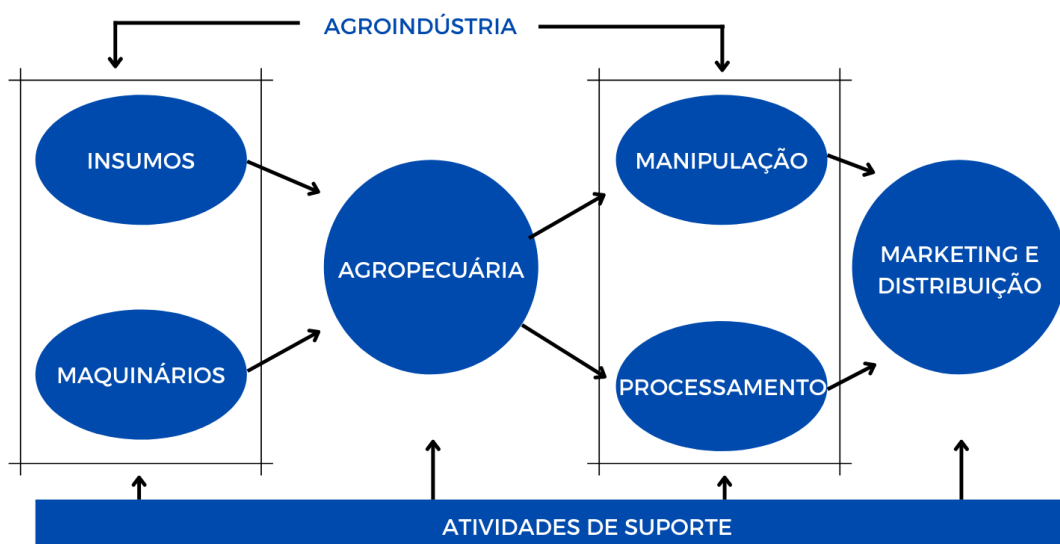 AGROINDÚSTRIA
INSUMOS
MAQUINÁRIOS
AGROPECUÁRIA
MANIPULAÇÃO
PROCESSAMENTO
MARKETING E
DISTRIBUIÇÃO
ATIVIDADES DE SUPORTE